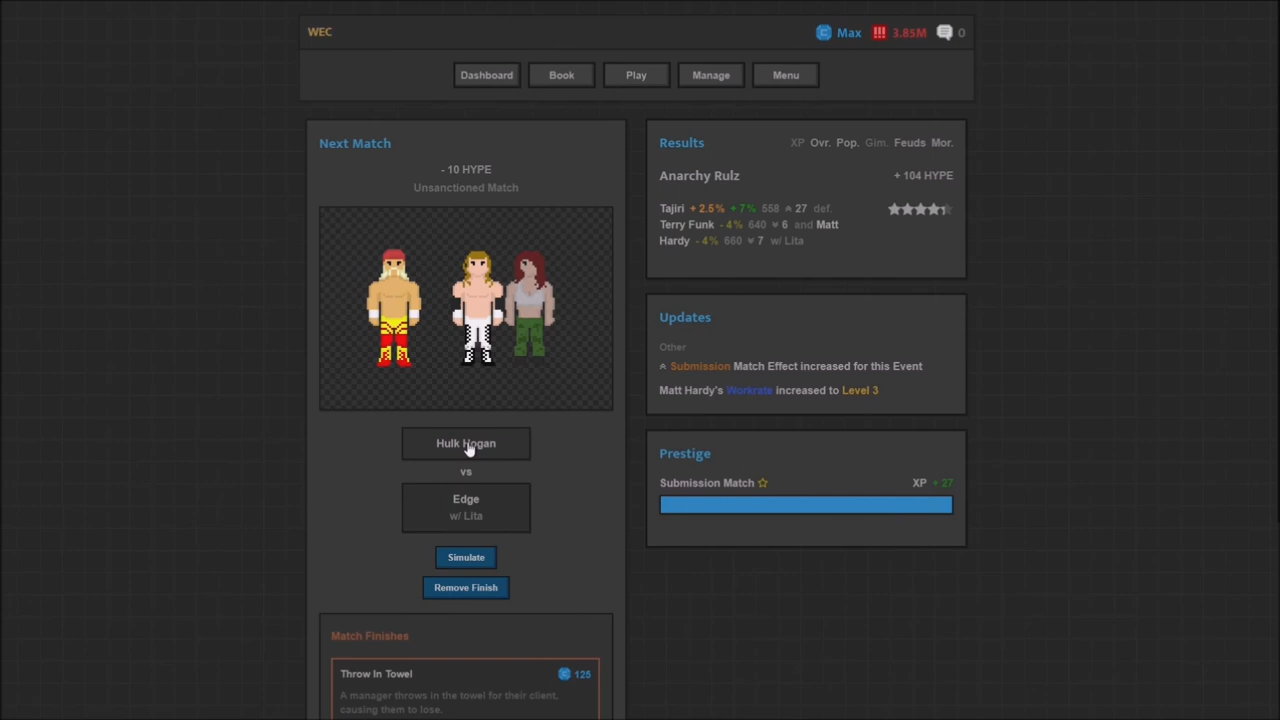 WEC
Max
3.85M
0
Dashboard
Book
Play
Manage
Menu
Next Match
- 10 HYPE
Unsanctioned Match
Hulk Hogan
vs
Edge
w/ Lita
Simulate
Remove Finish
Match Finishes
Throw In Towel
125
A manager throws in the towel for their client,
causing them to lose.
Results
XP Ovr. Pop. Gim. Feuds Mor.
Anarchy Rulz
+ 104 HYPE
Tajiri + 2.5% + 7% 558 27 def.
Terry Funk - 4% 640 6 and Matt
Hardy - 4% 660 7 w/ Lita
Updates
Other
Submission Match Effect increased for this Event
Matt Hardy's Workrate increased to Level 3
Prestige
Submission Match
XP + 27